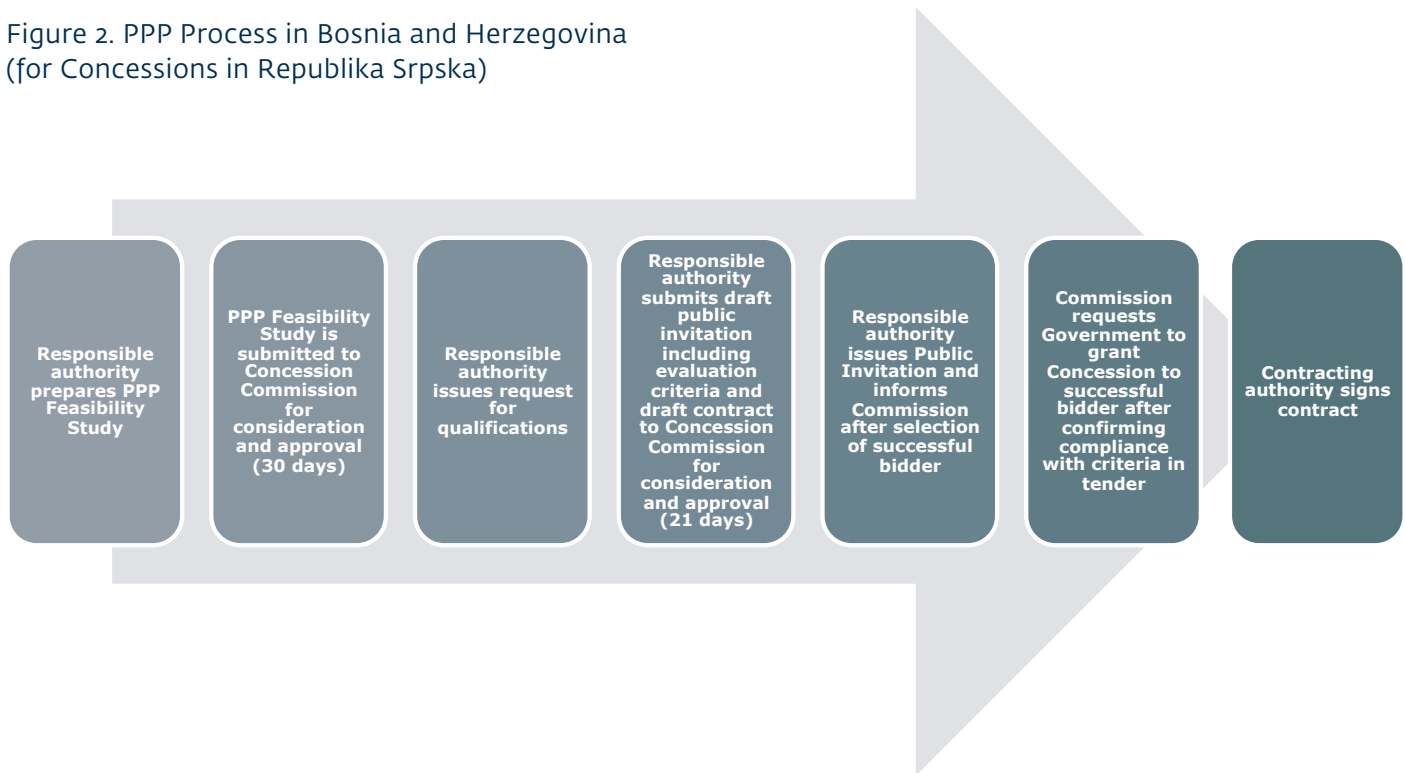 Figure 2. PPP Process in Bosnia and Herzegovina
(for Concessions in Republika Srpska)
Responsible
authority
prepares PPP
Feasibility
Study
PPP Feasibility
Study is
submitted to
Concession
Commission
for
consideration
and approval
(30 days)
Responsible
authority
issues request
for
qualifications
Responsible
authority
submits draft
public
invitation
including
evaluation
criteria and
draft contract
to Concession
Commission
for
consideration
and approval
(21 days)
Responsible
authority
issues Public
Invitation and
informs
Commission
after selection
of successful
bidder
Commission
requests
Government to
grant
Concession to
successful
bidder after
confirming
compliance
with criteria in
tender
Contracting
authority signs
contract